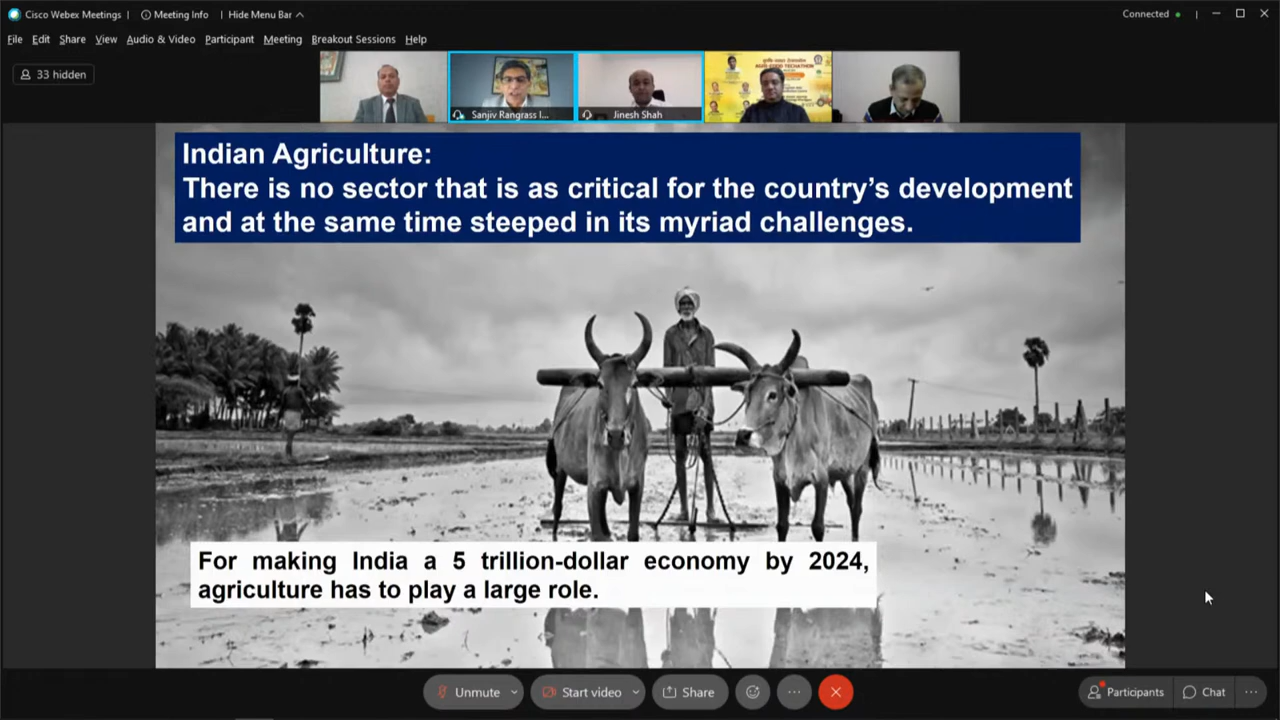 Cisco Webex Meetings
Meeting Info
Hide Menu Bar
Connected
File Edit Share View Audio & Video Participant Meeting Breakout Sessions Help
33 hidden
Sanjiv Rangrass I...
Jinesh Shah
Indian Agriculture:
There is no sector that is as critical for the country’s development
and at the same time steeped in its myriad challenges.
For making India a 5 trillion-dollar economy by 2024,
agriculture has to play a large role.
Unmute
Start video
Share
Participants
Chat